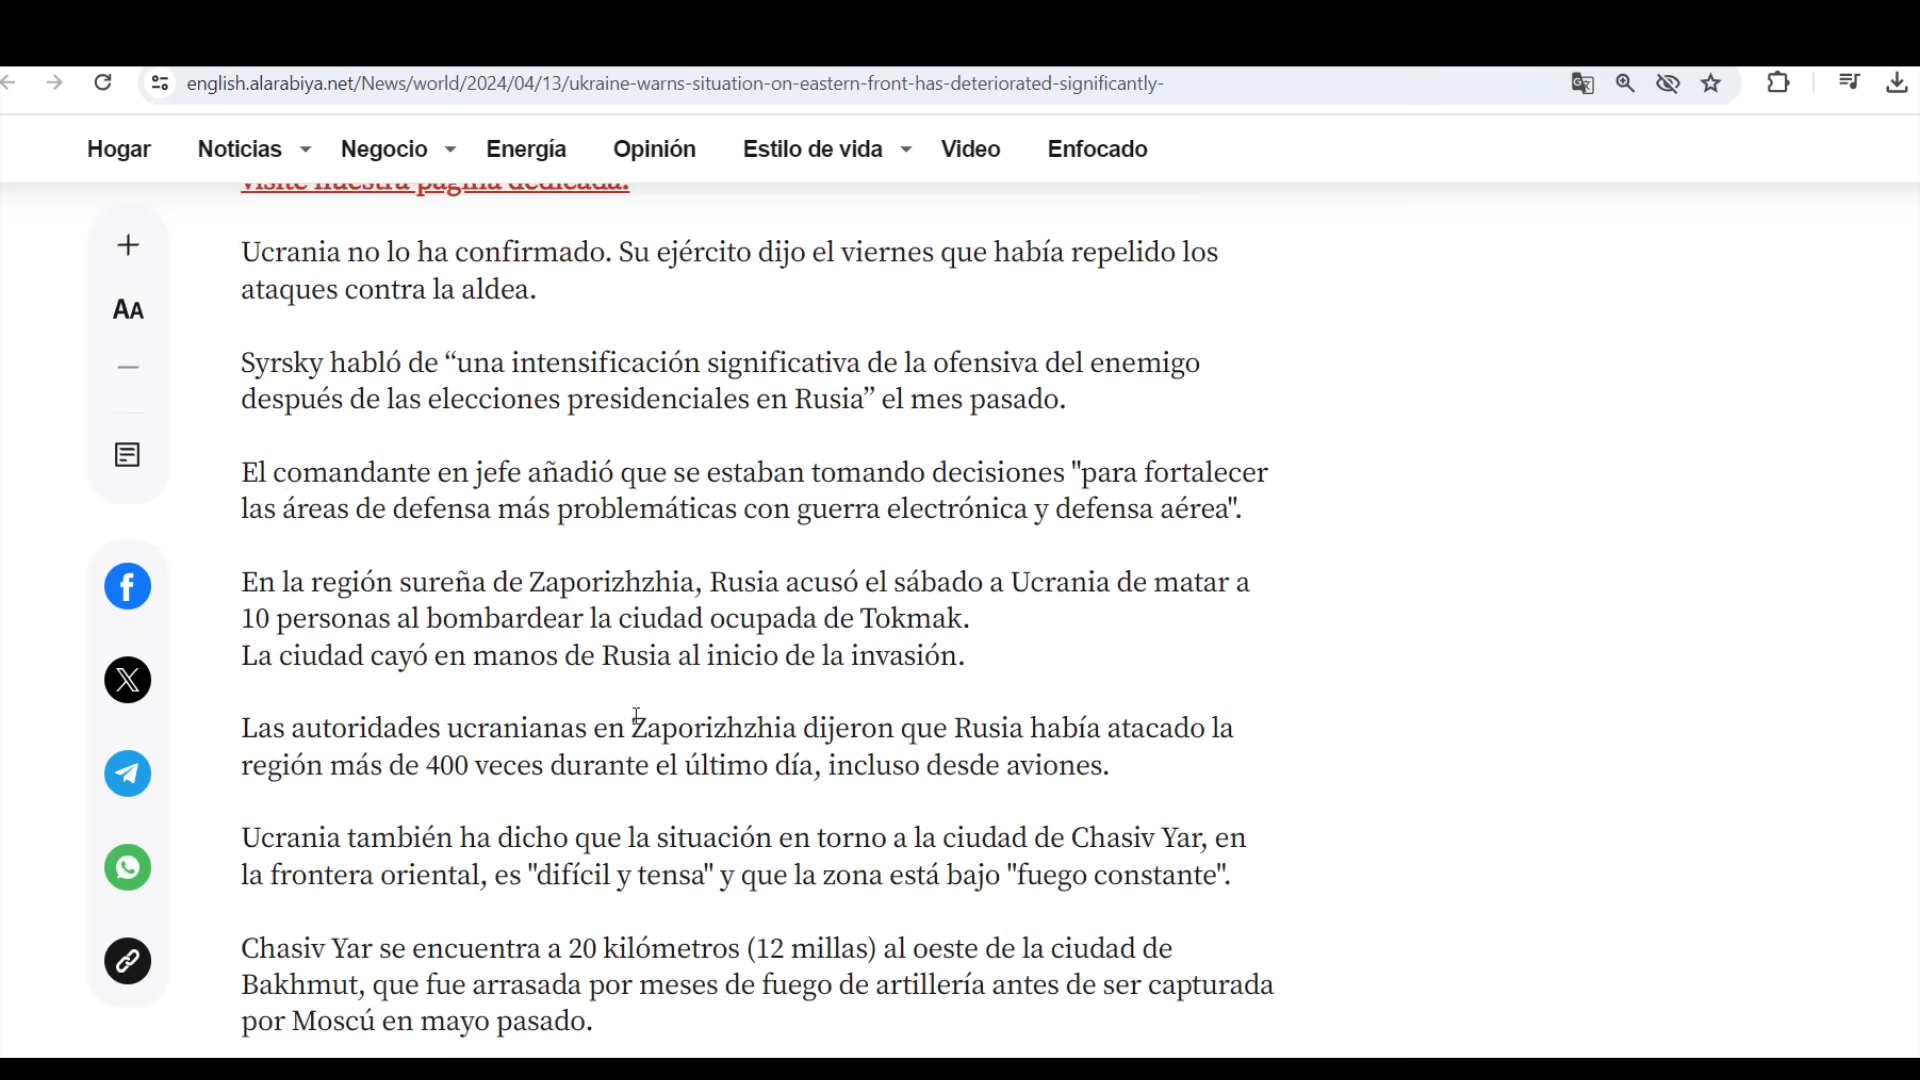 english.alarabiya.net/News/world/2024/04/13/ukraine-warns-situation-on-eastern-front-has-deteriorated-significantly-
Hogar Noticias Negocio Energía Opinión Estilo de vida Video Enfocado
visite nuestra página dedicada.
Ucrania no lo ha confirmado. Su ejército dijo el viernes que había repelido los
ataques contra la aldea.
AA
Syrsky habló de “una intensificación significativa de la ofensiva del enemigo
después de las elecciones presidenciales en Rusia” el mes pasado.
El comandante en jefe añadió que se estaban tomando decisiones "para fortalecer
las áreas de defensa más problemáticas con guerra electrónica y defensa aérea".
En la región sureña de Zaporizhzhia, Rusia acusó el sábado a Ucrania de matar a
10 personas al bombardear la ciudad ocupada de Tokmak.
La ciudad cayó en manos de Rusia al inicio de la invasión.
Las autoridades ucranianas en Zaporizhzhia dijeron que Rusia había atacado la
región más de 400 veces durante el último día, incluso desde aviones.
Ucrania también ha dicho que la situación en torno a la ciudad de Chasiv Yar, en
la frontera oriental, es "difícil y tensa" y que la zona está bajo "fuego constante".
Chasiv Yar se encuentra a 20 kilómetros (12 millas) al oeste de la ciudad de
Bakhmut, que fue arrasada por meses de fuego de artillería antes de ser capturada
por Moscú en mayo pasado.